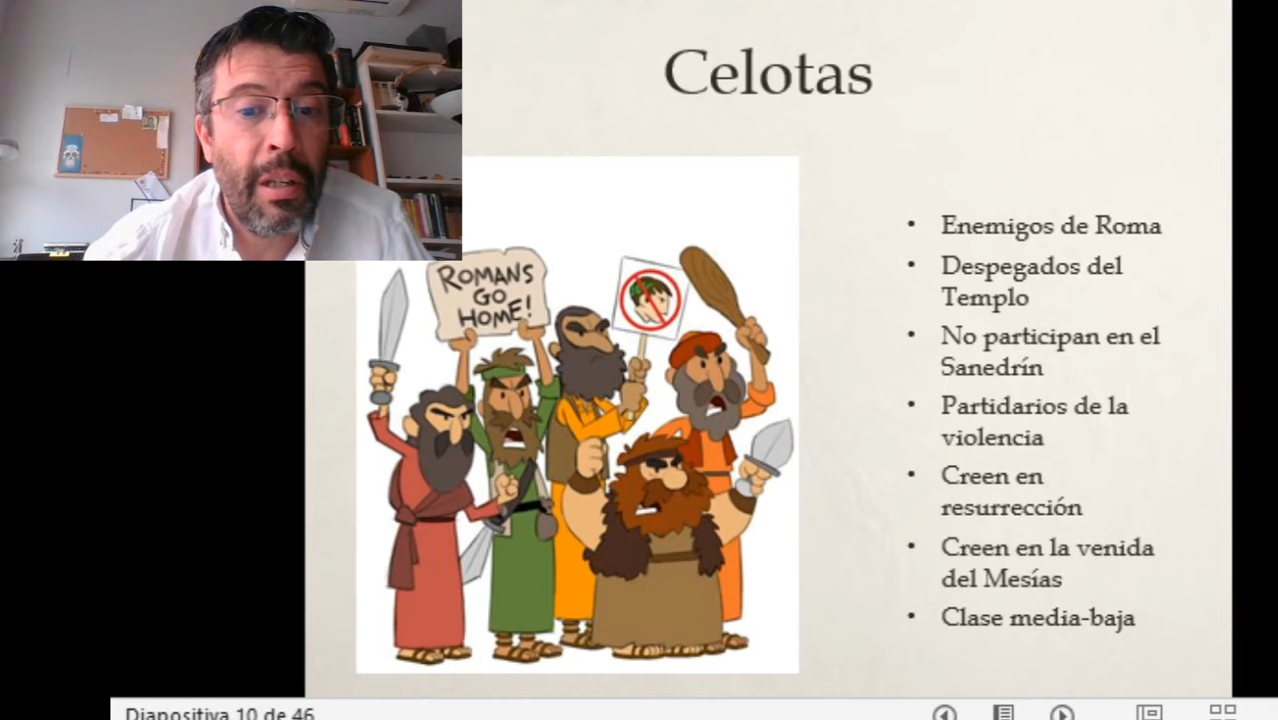 Celotas
ROMANS
GO
HOME!
• Enemigos de Roma
• Despegados del
Templo
• No participan en el
Sanedrín
• Partidarios de la
violencia
• Creen en
resurrección
• Creen en la venida
del Mesías
• Clase media-baja
Diapositiva 10 de 46